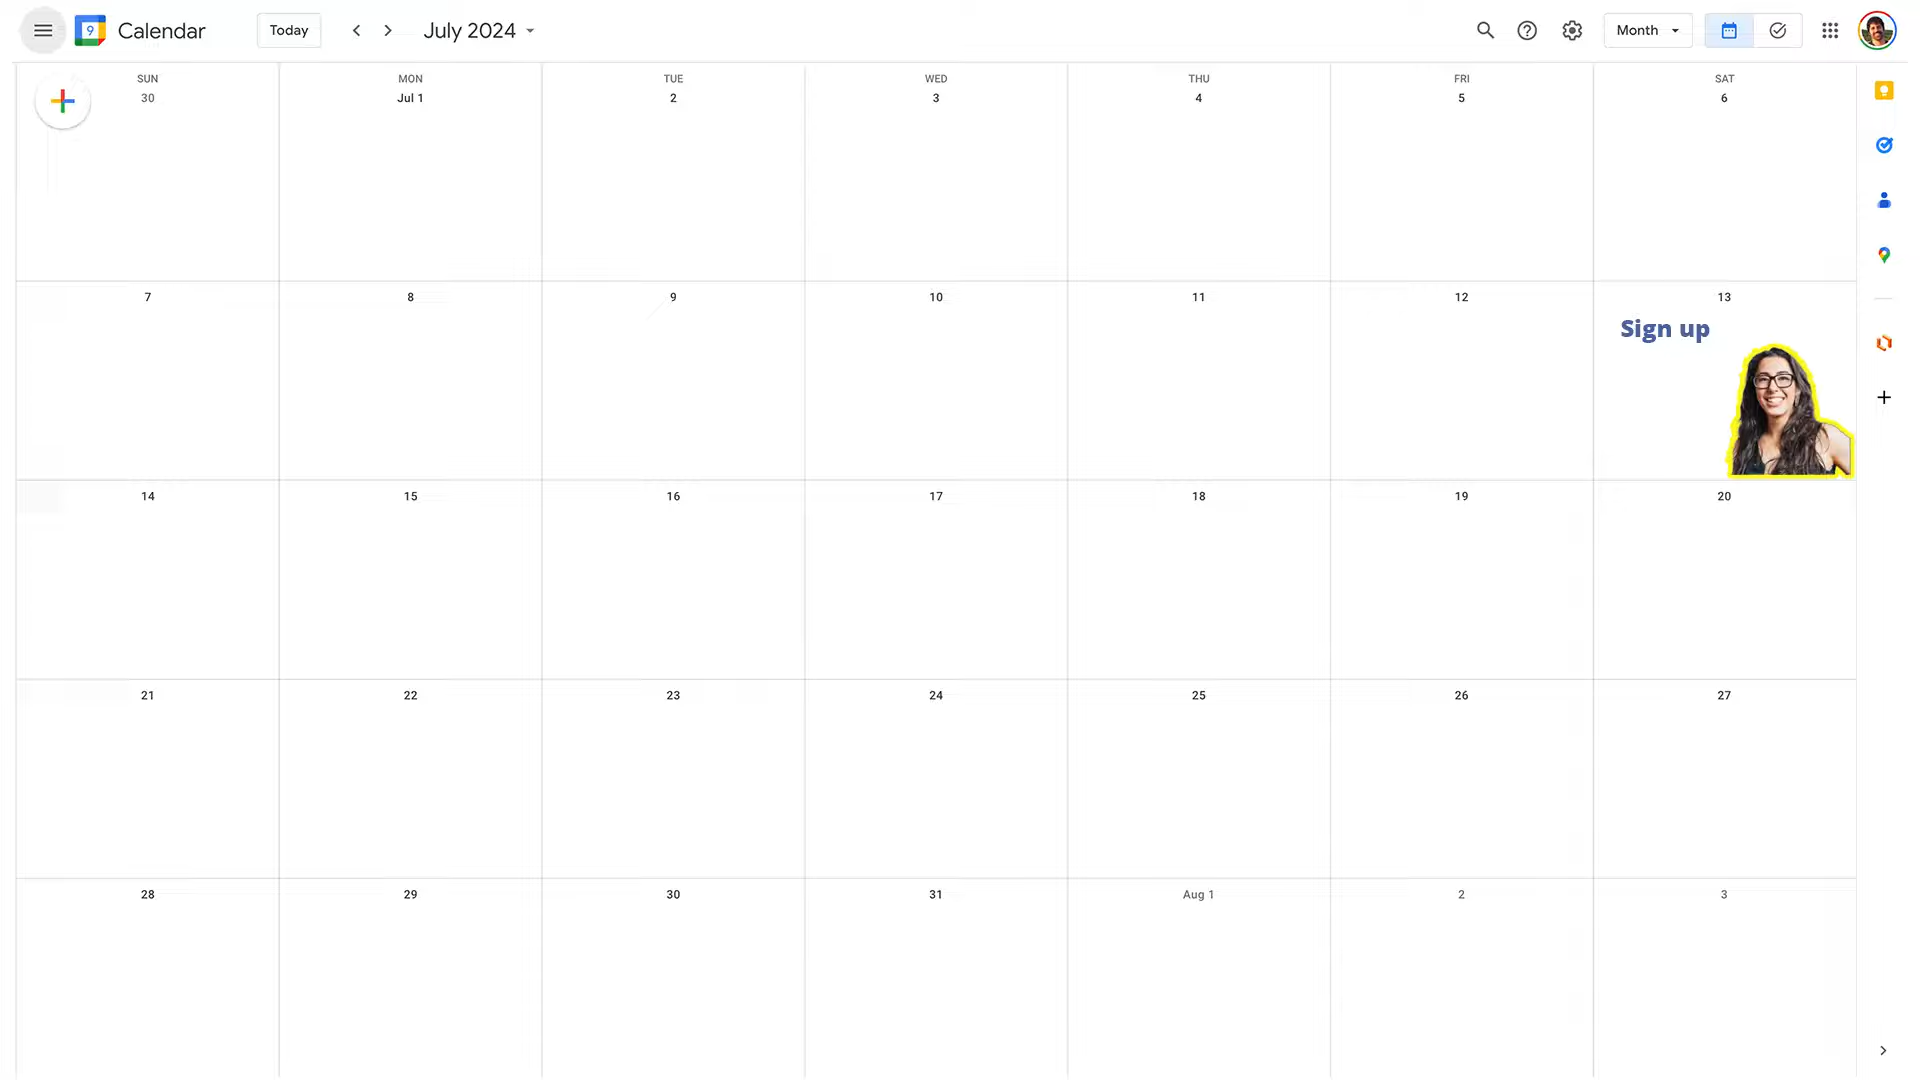 9 Calendar Today July 2024 Month
SUN MON TUE WED THU FRI SAT
30 Jul 1 2 3 4 5 6
7 8 9 10 11 12 13
Sign up
14 15 16 17 18 19 20
21 22 23 24 25 26 27
28 29 30 31 Aug 1 2 3